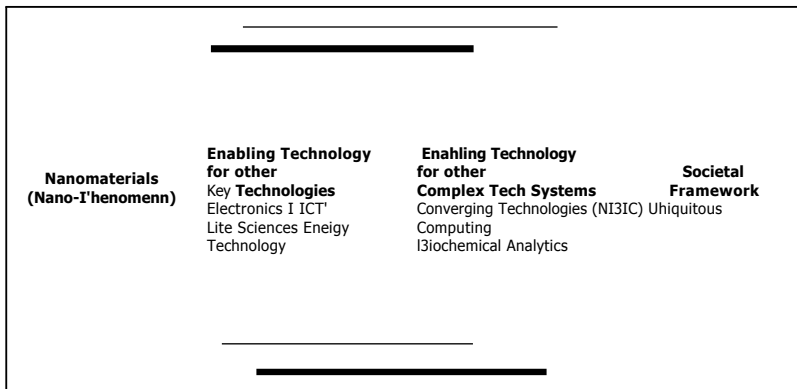 Nanomaterials
(Nano-I'henomenn)
Enabling Technology
for other
Key Technologies
Electronics I ICT'
Lite Sciences Eneigy
Technology
Enahling Technology
for other
Complex Tech Systems
Converging Technologies (NI3IC) Uhiquitous
Computing
l3iochemical Analytics
Societal
Framework